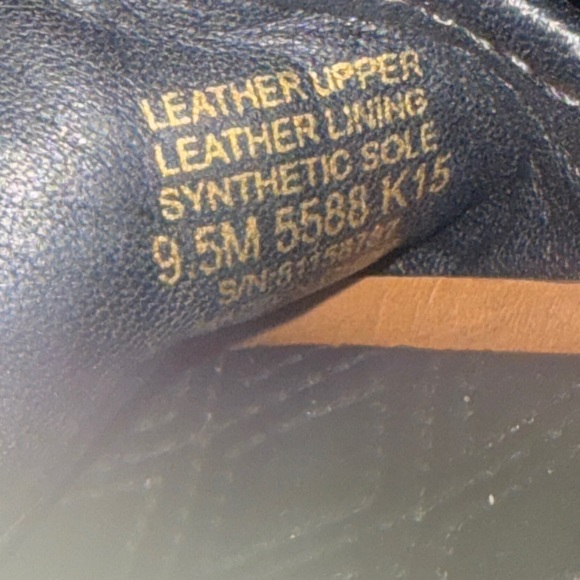 LEATHER UPPER
LEATHER LINING
SYNTHETIC SOLE
9.5M 5588 K15
S/N: